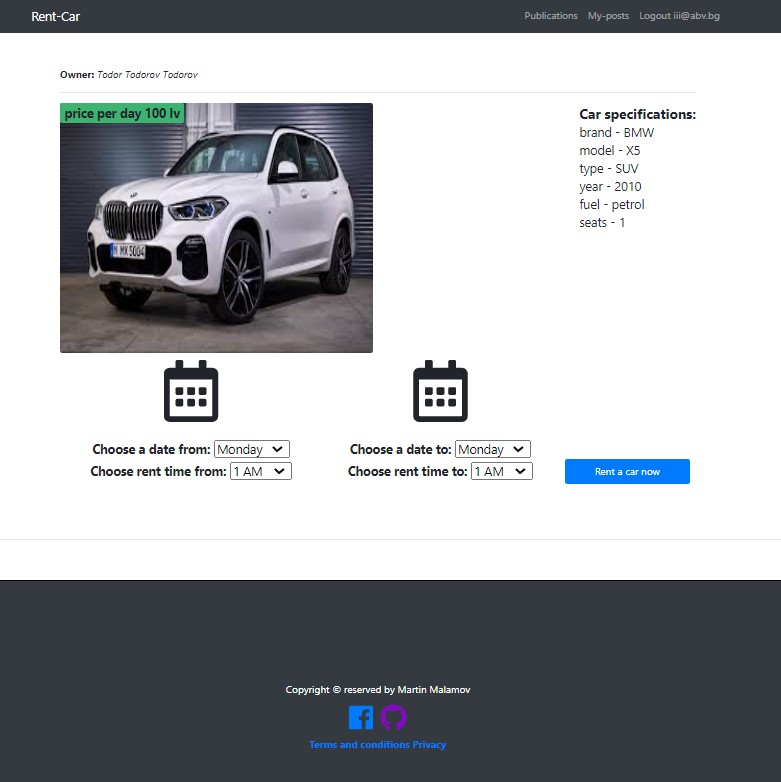 Rent-Car
Publications My-posts Logout iii@abv.bg
Owner: Todor Todorov Todorov
price per day 100 lv
M MX 5004
Car specifications:
brand - BMW
model - X5
type - SUV
year - 2010
fuel - petrol
seats - 1
Choose a date from: Monday
Choose rent time from: 1 AM
Choose a date to: Monday
Choose rent time to: 1 AM
Rent a car now
Copyright © reserved by Martin Malamov
Terms and conditions Privacy